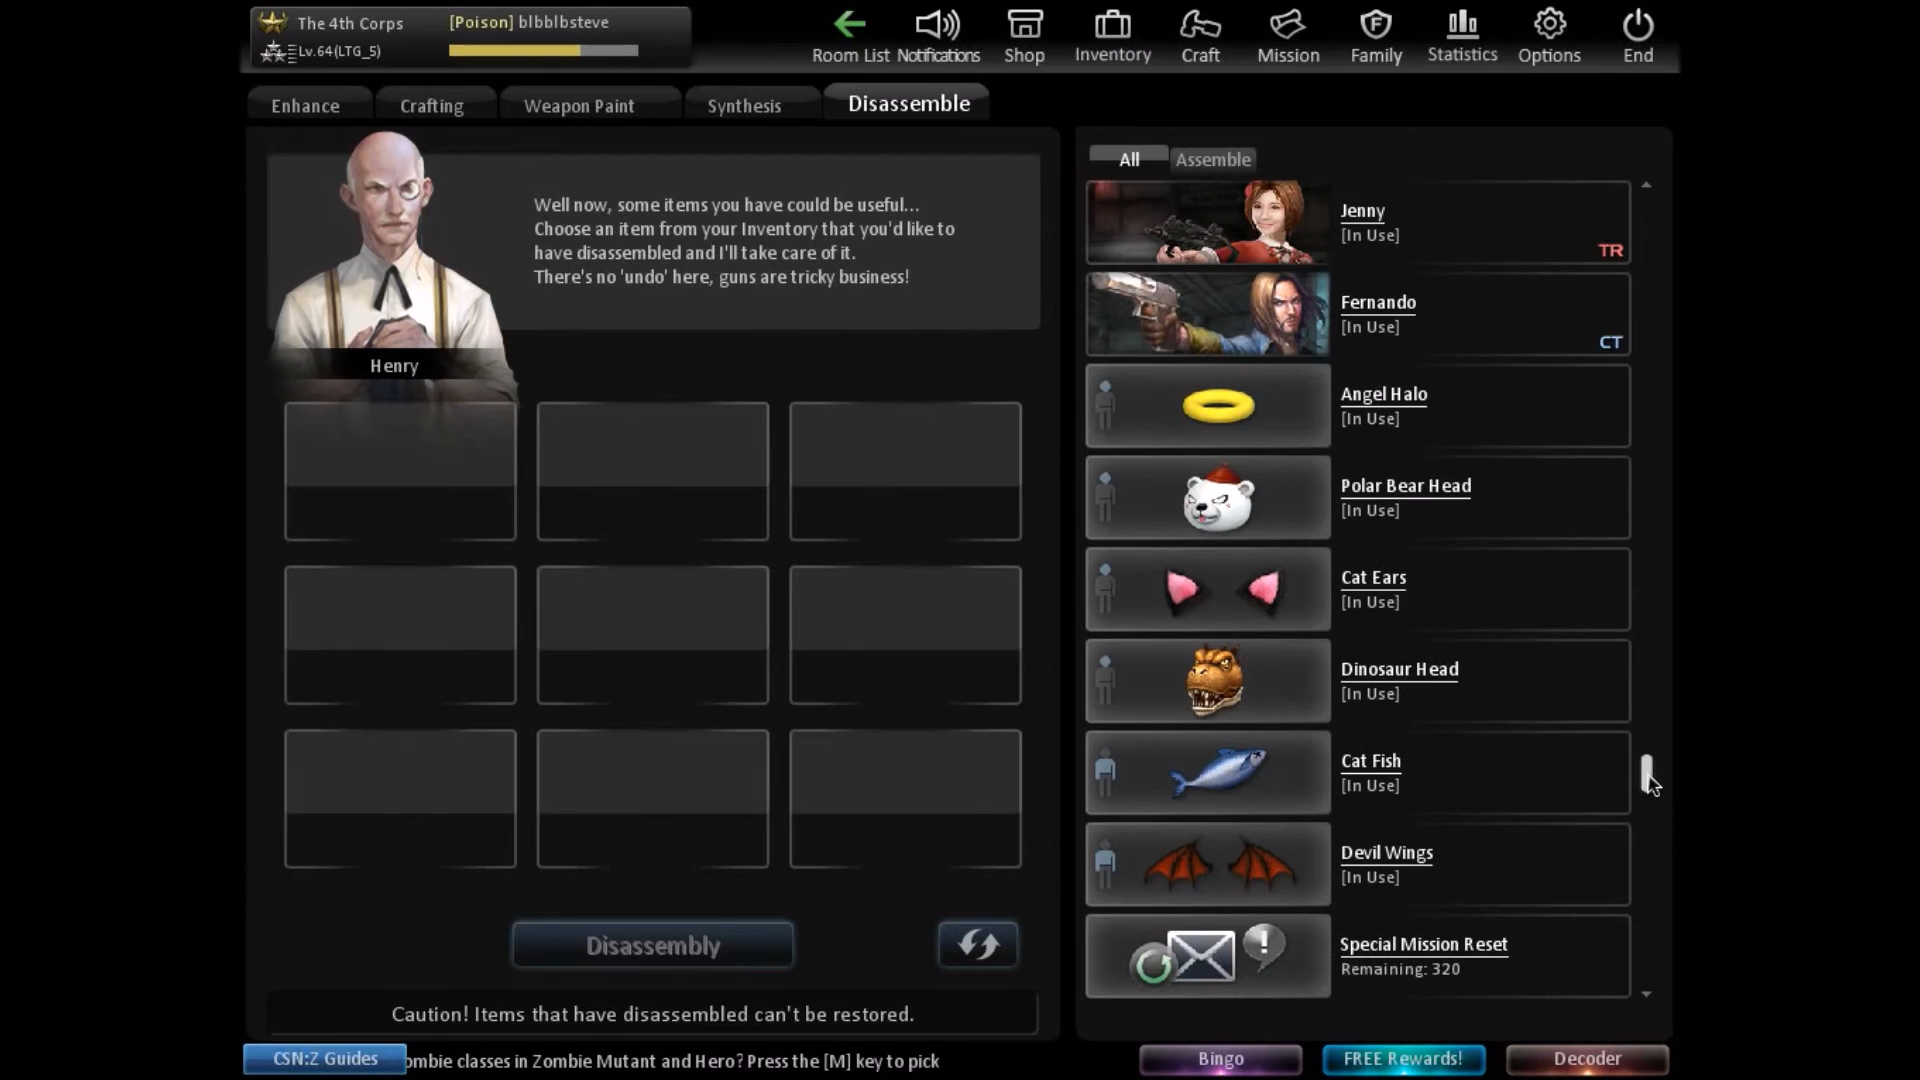 The 4th Corps
[Poison] blbblbsteve
Lv.64(LTG_5)
Room List
Notifications
Shop
Inventory
Craft
Mission
Family
Statistics
Options
End
Enhance
Crafting
Weapon Paint
Synthesis
Disassemble
Well now, some items you have could be useful...
Choose an item from your Inventory that you'd like to
have disassembled and I'll take care of it.
There's no 'undo' here, guns are tricky business!
Henry
Disassembly
Caution! Items that have disassembled can't be restored.
All
Assemble
Jenny
[In Use]
TR
Fernando
[In Use]
CT
Angel Halo
[In Use]
Polar Bear Head
[In Use]
Cat Ears
[In Use]
Dinosaur Head
[In Use]
Cat Fish
[In Use]
Devil Wings
[In Use]
Special Mission Reset
Remaining: 320
CSN:Z Guides
ombie classes in Zombie Mutant and Hero? Press the [M] key to pick
Bingo
FREE Rewards!
Decoder